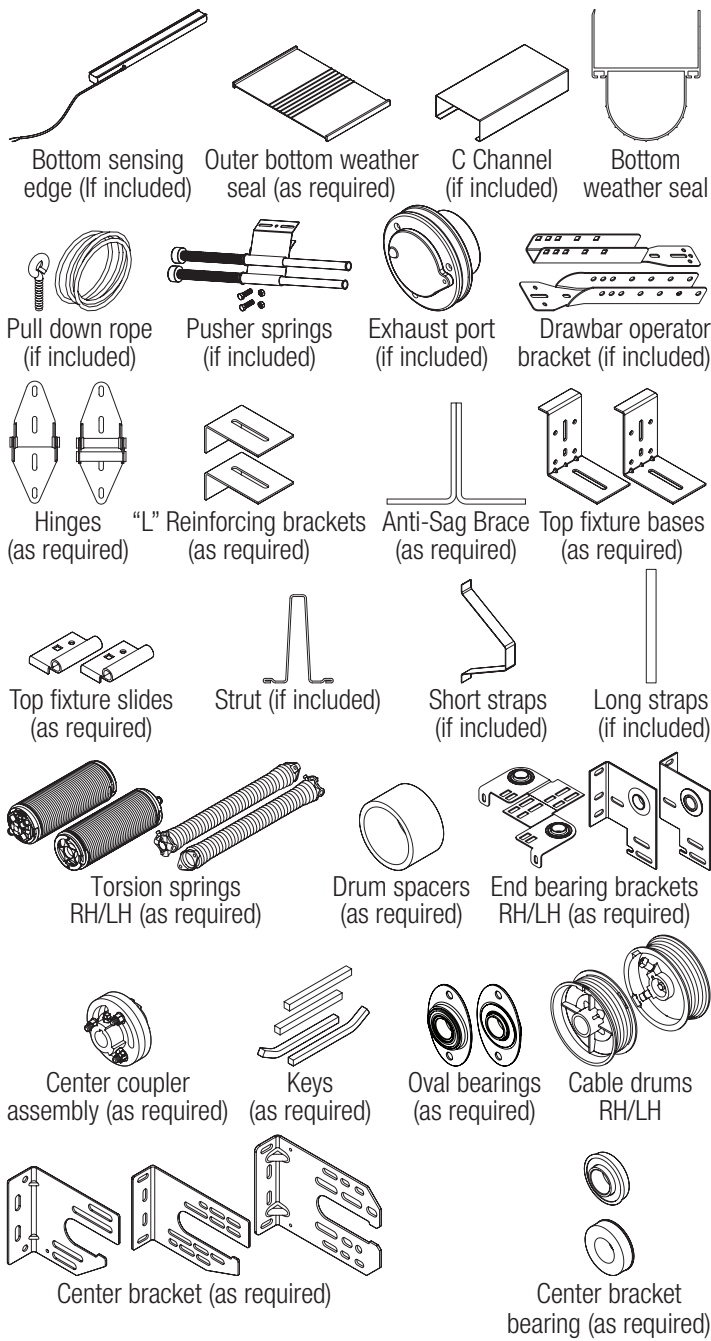 Bottom sensing
edge (If included)
Outer bottom weather
seal (as required)
C Channel
(if included)
Bottom
weather seal
Pull down rope
(if included)
Pusher springs
(if included)
Exhaust port
(if included)
Drawbar operator
bracket (if included)
Hinges
(as required)
“L” Reinforcing brackets
(as required)
Anti-Sag Brace
(as required)
Top fixture bases
(as required)
Top fixture slides
(as required)
Strut (if included)
Short straps
(if included)
Long straps
(if included)
Torsion springs
RH/LH (as required)
Drum spacers
(as required)
End bearing brackets
RH/LH (as required)
Center coupler
assembly (as required)
Keys
(as required)
Oval bearings
(as required)
Cable drums
RH/LH
Center bracket (as required)
Center bracket
bearing (as required)